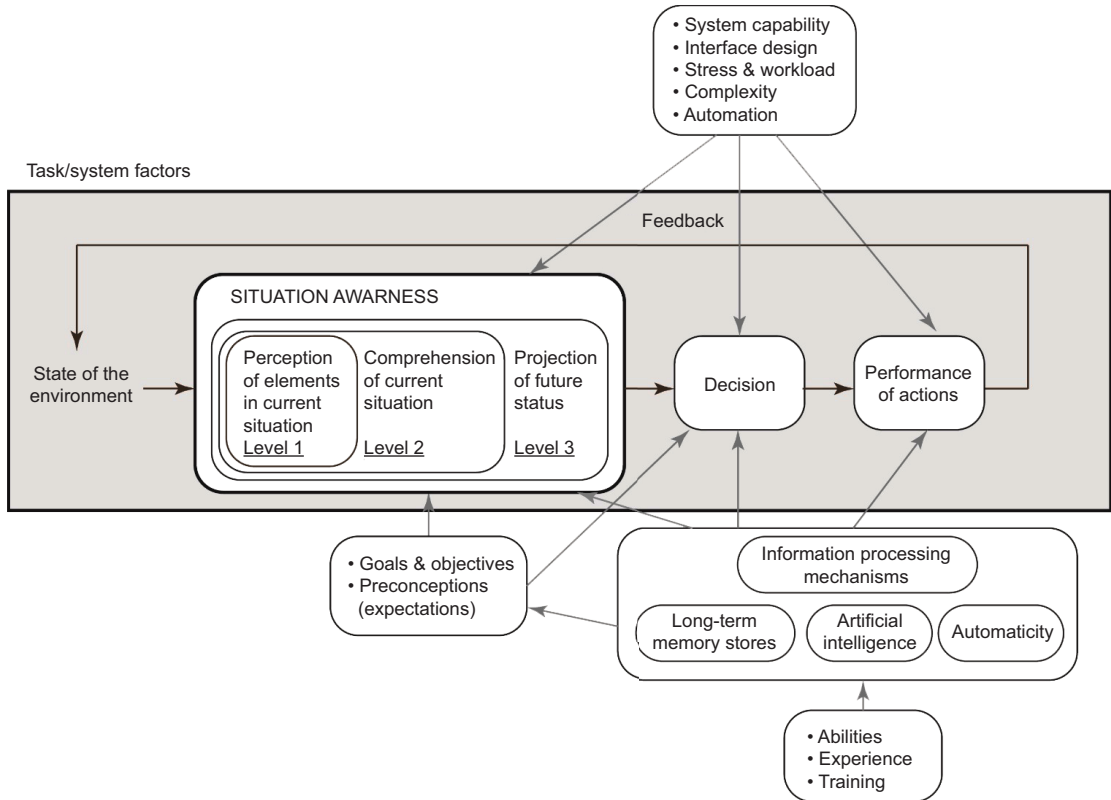 • System capability
• Interface design
• Stress & workload
• Complexity
• Automation
Task/system factors
Feedback
SITUATION AWARNESS
State of the
environment
Perception
of elements
in current
situation
Level 1
Comprehension
of current
situation
Level 2
Projection
of future
status
Level 3
Decision
Performance
of actions
• Goals & objectives
• Preconceptions
(expectations)
Information processing
mechanisms
Long-term
memory stores
Artificial
intelligence
Automaticity
• Abilities
• Experience
• Training